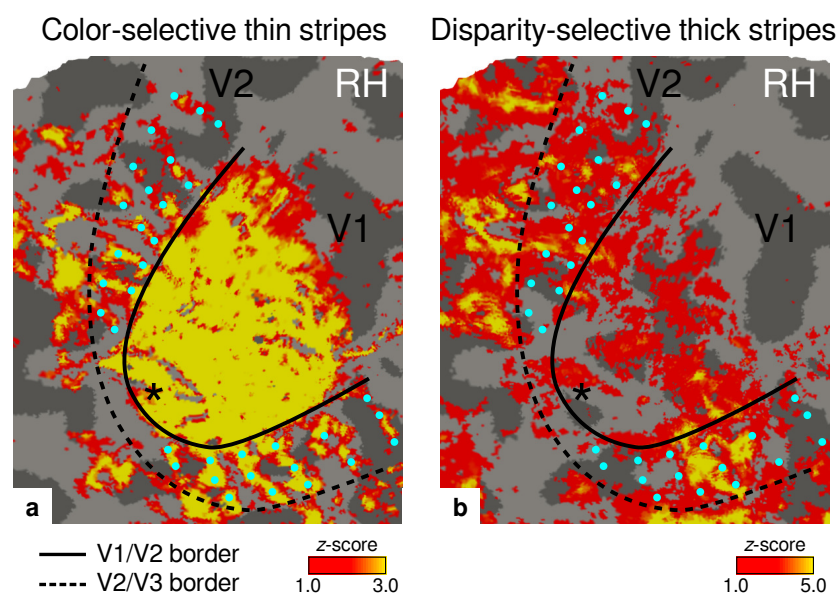 Color-selective thin stripes
Disparity-selective thick stripes
V2
RH
V1
*
a
V2
RH
V1
*
b
V1/V2 border
V2/V3 border
z-score
1.0 3.0
z-score
1.0 5.0